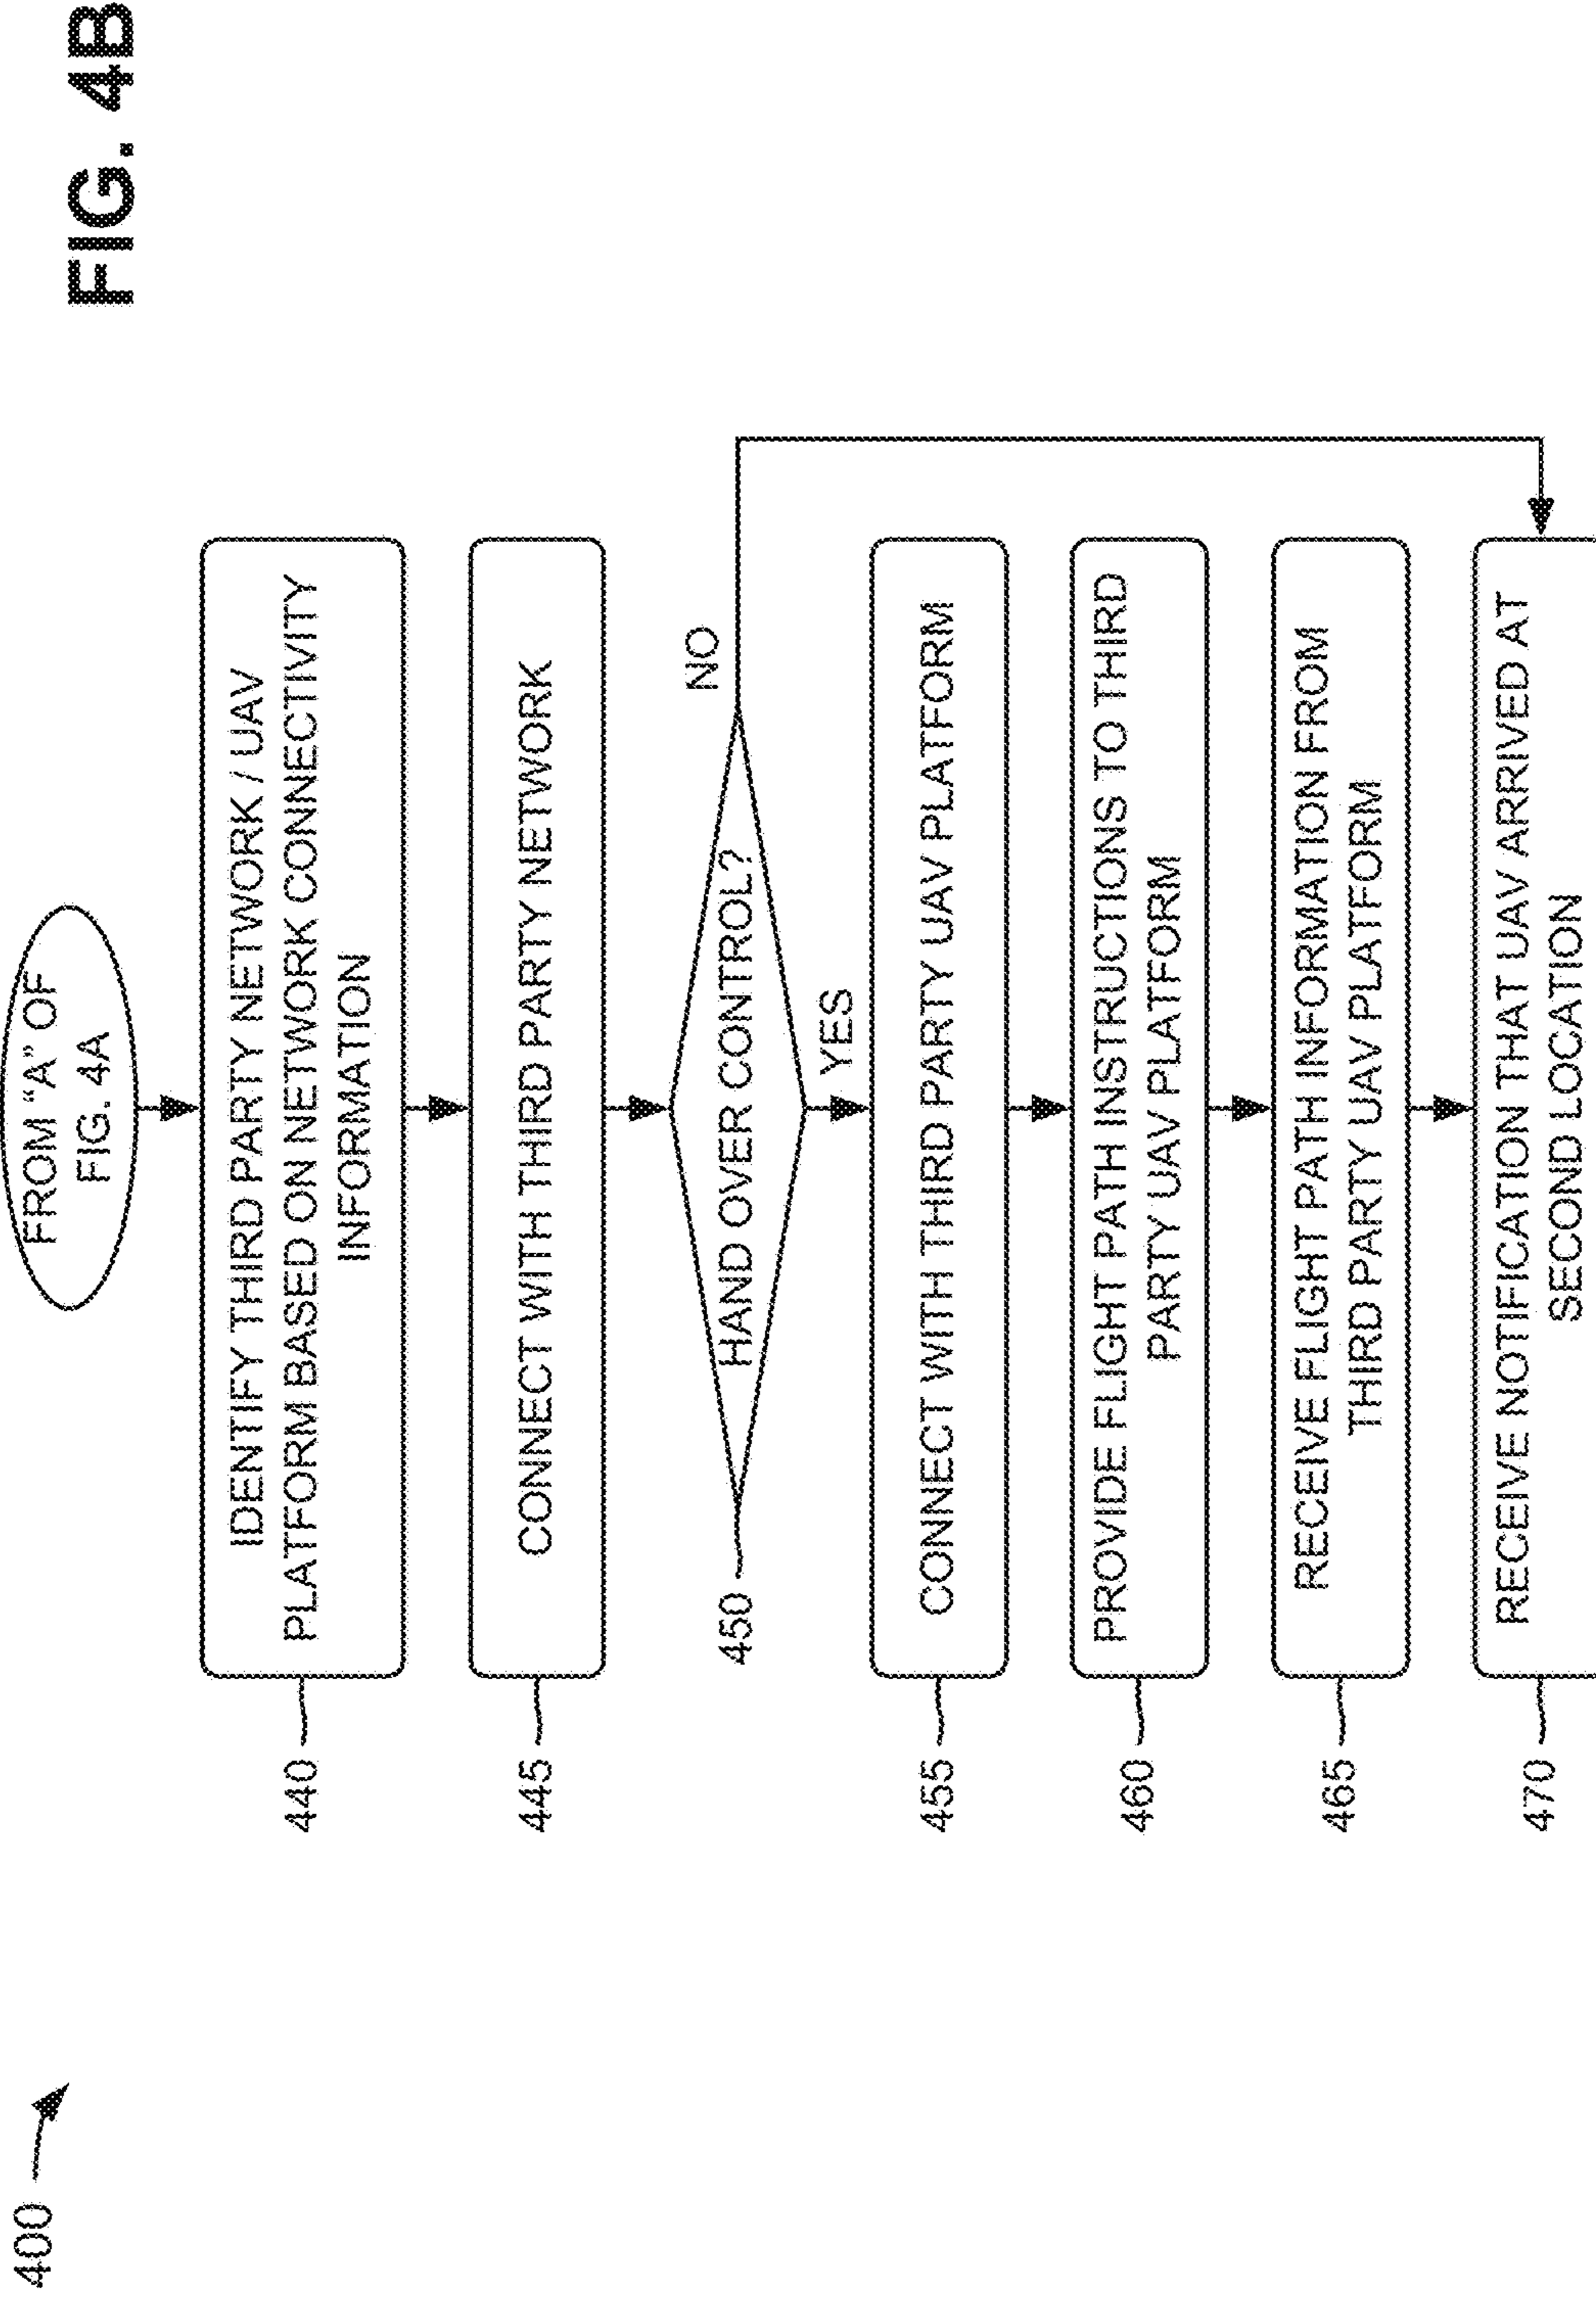 FIG. 4B
400
FROM "A" OF
FIG. 4A
440
IDENTIFY THIRD PARTY NETWORK / UAV
PLATFORM BASED ON NETWORK CONNECTIVITY
INFORMATION
445
CONNECT WITH THIRD PARTY NETWORK
450
HAND OVER CONTROL?
NO
YES
455
CONNECT WITH THIRD PARTY UAV PLATFORM
460
PROVIDE FLIGHT PATH INSTRUCTIONS TO THIRD
PARTY UAV PLATFORM
465
RECEIVE FLIGHT PATH INFORMATION FROM
THIRD PARTY UAV PLATFORM
470
RECEIVE NOTIFICATION THAT UAV ARRIVED AT
SECOND LOCATION